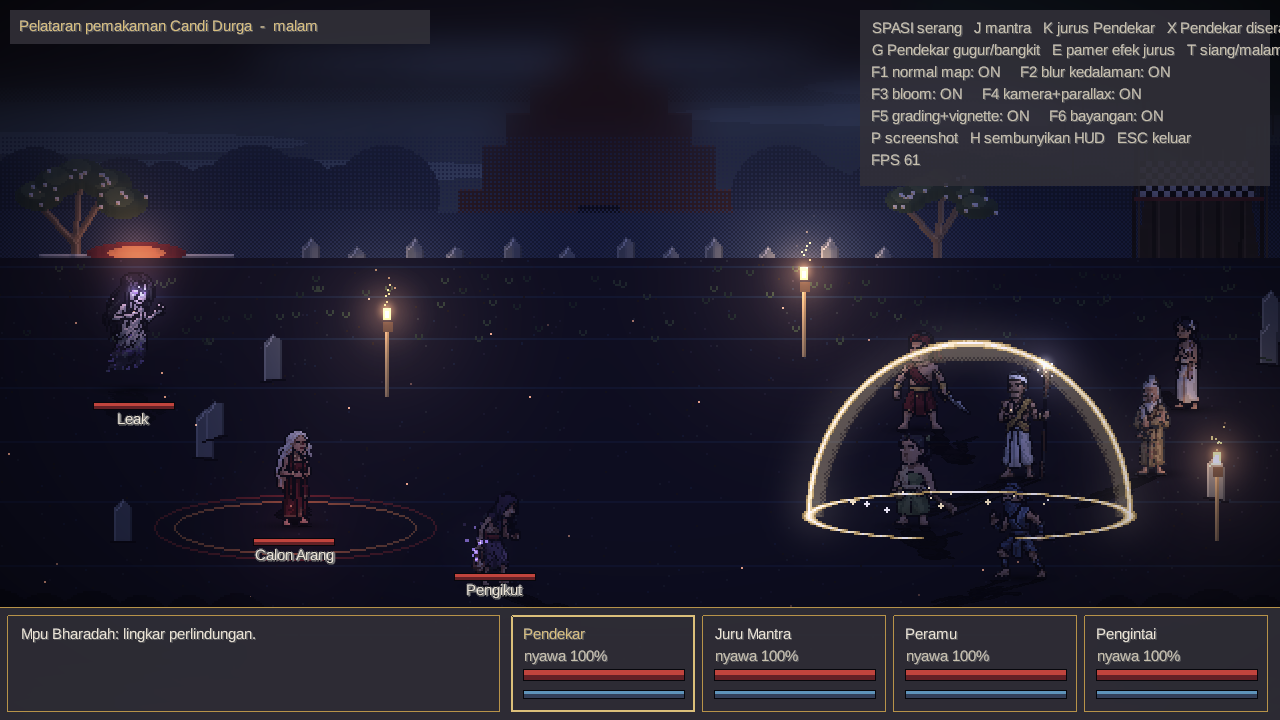 Pelataran pemakaman Candi Durga - malam
SPASI serang J mantra K jurus Pendekar X Pendekar
G Pendekar gugur/bangkit E pamer efek jurus T siang/malam
F1 normal map: ON F2 blur kedalaman: ON
F3 bloom: ON F4 kamera+parallax: ON
F5 grading+vignette: ON F6 bayangan: ON
P screenshot H sembunyikan HUD ESC keluar
FPS 61
Leak
Calon Arang
Pengikut
Mpu Bharadah: lingkar perlindungan.
Pendekar
nyawa 100%
Juru Mantra
nyawa 100%
Peramu
nyawa 100%
Pengintai
nyawa 100%